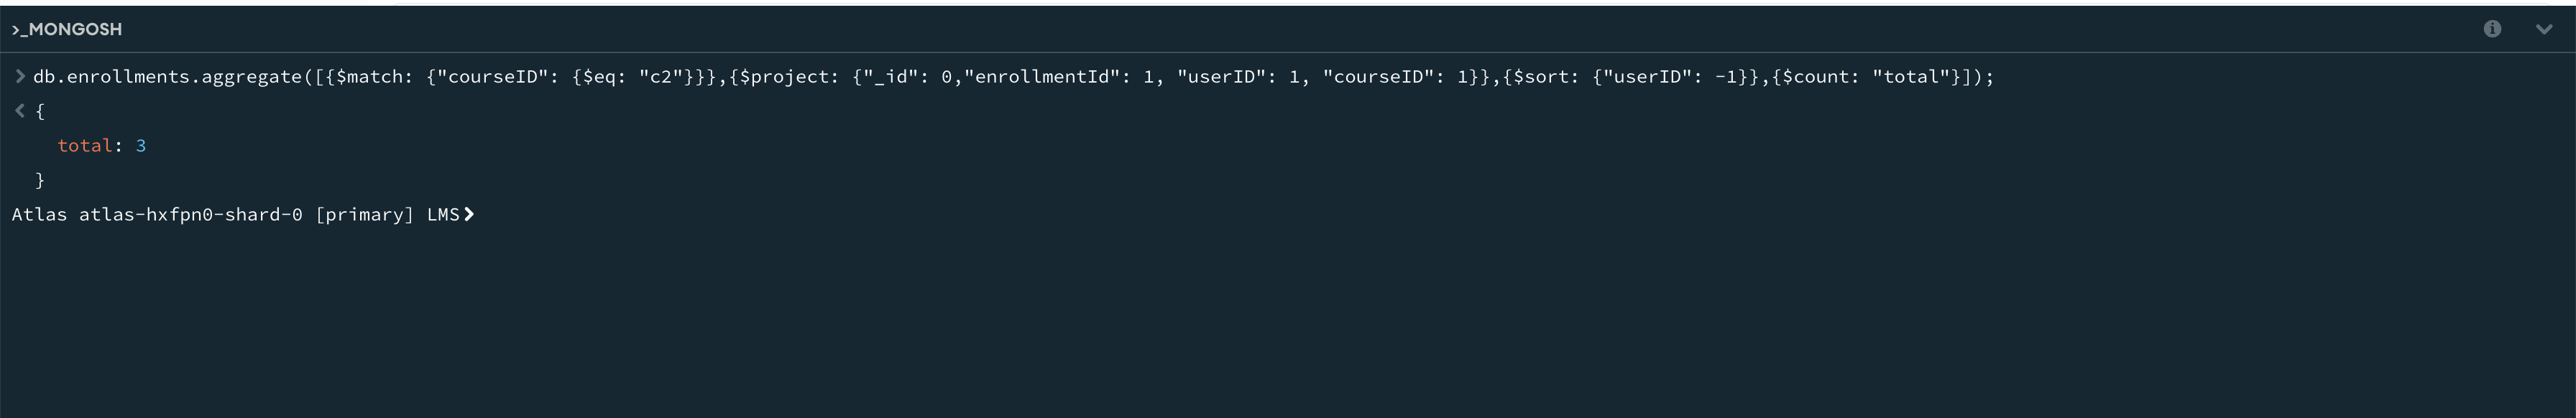 >_MONGOSH
> db.enrollments.aggregate([{$match: {"courseID": {$eq: "c2"}}},{$project: {"_id": 0,"enrollmentId": 1, "userID": 1, "courseID": 1}},{$sort: {"userID": -1}},{$count: "total"}]);
< {
total: 3
}
Atlas atlas-hxfpn0-shard-0 [primary] LMS>